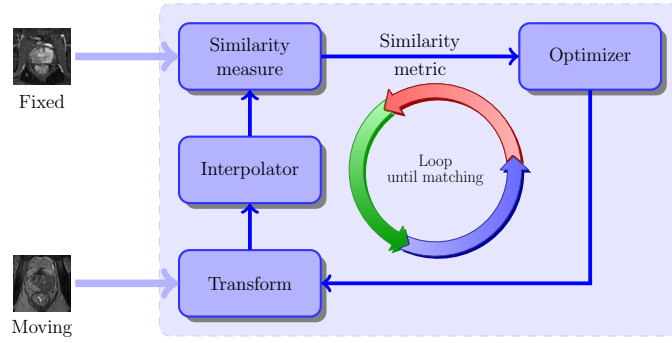 Similarity
measure
Similarity
metric
Optimizer
Fixed
Interpolator
Loop
until matching
Transform
Moving